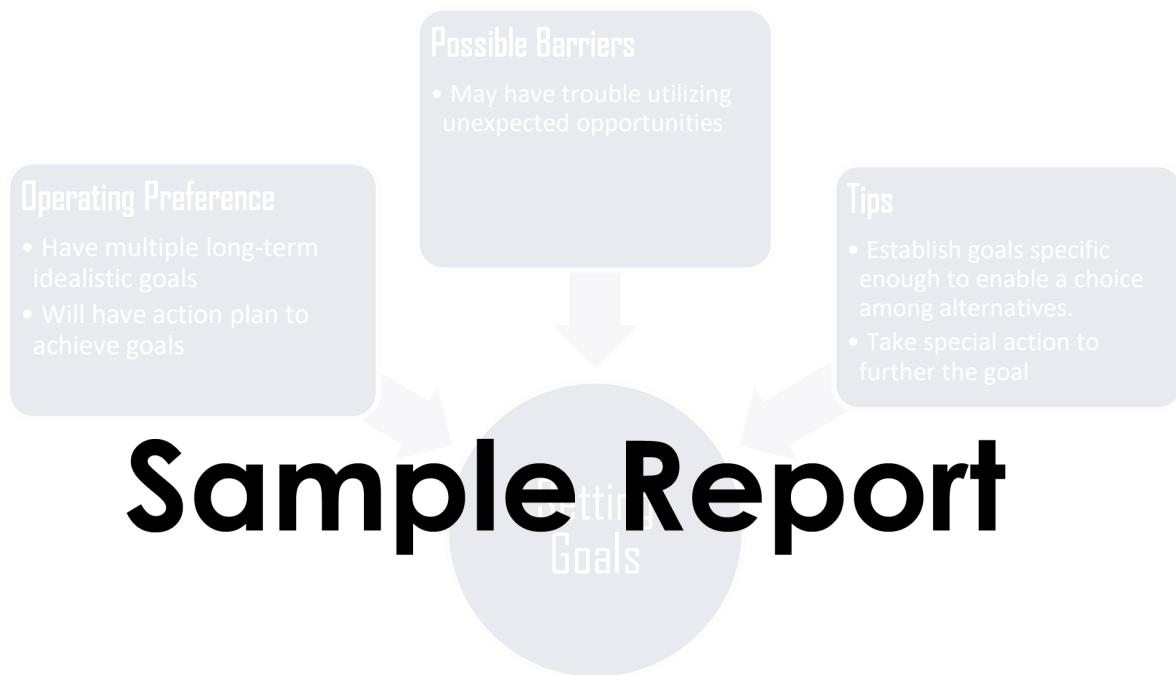 Possible Barriers
• May have trouble utilizing
unexpected opportunities
Operating Preference
• Have multiple long-term
idealistic goals
• Will have action plan to
achieve goals
Tips
• Establish goals specific
enough to enable a choice
among alternatives.
• Take special action to
further the goal
Sample Report
Goals